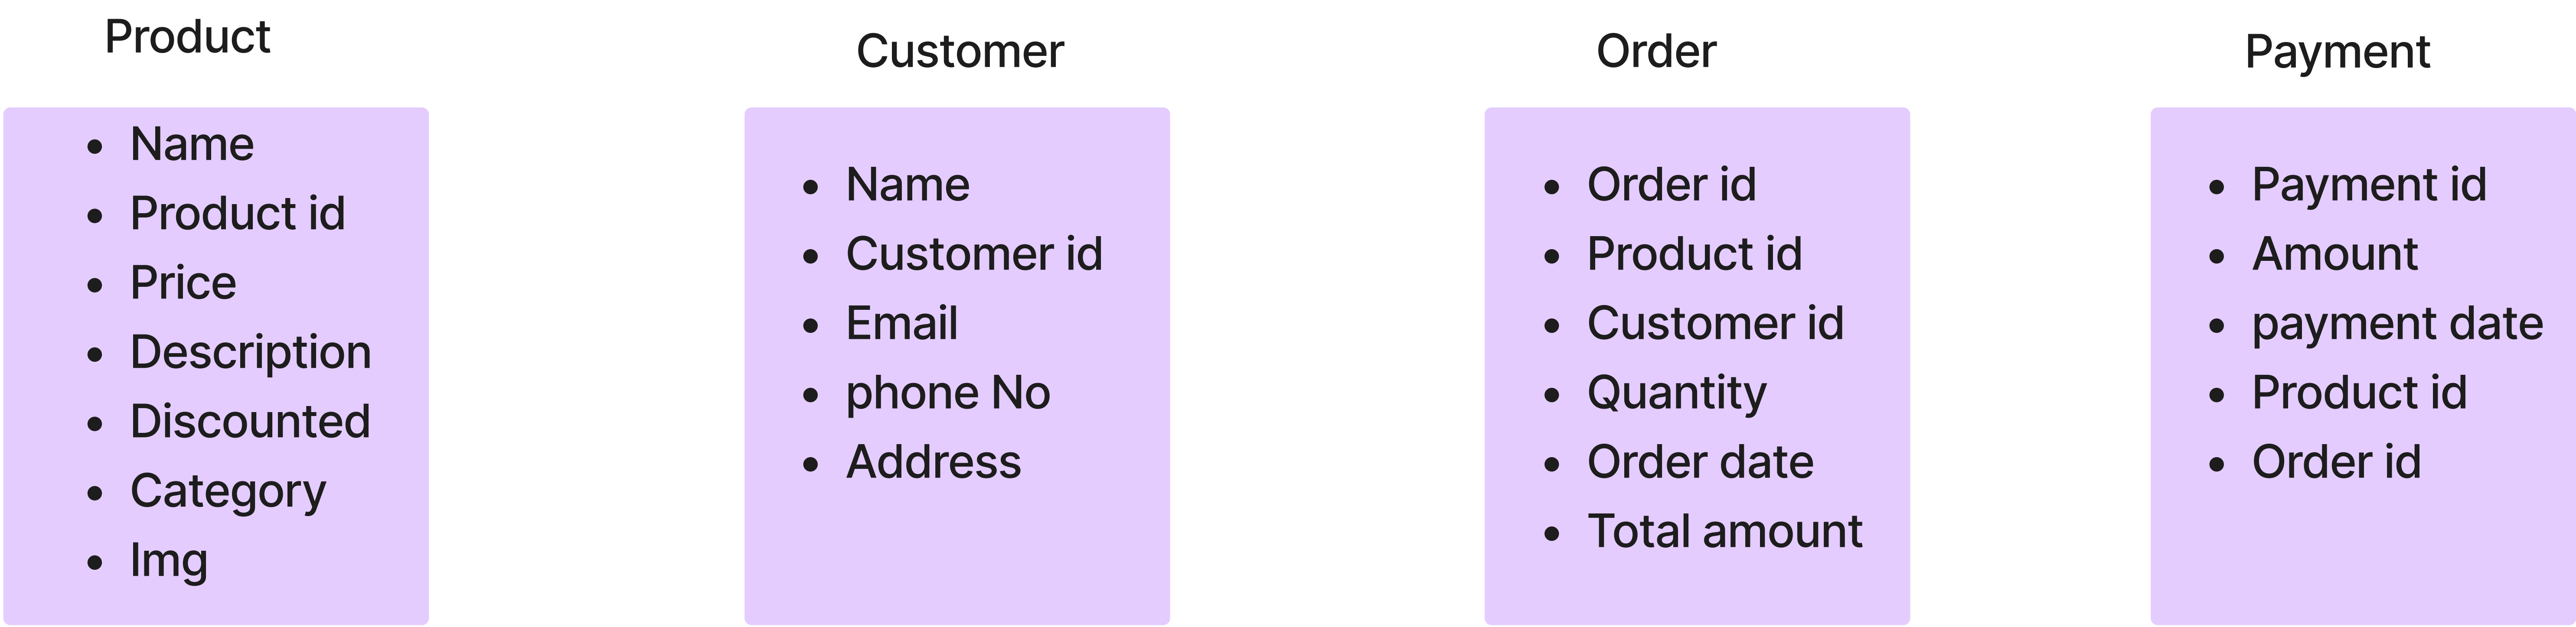 Product
• Name
• Product id
• Price
• Description
• Discounted
• Category
• Img
Customer
• Name
• Customer id
• Email
• phone No
• Address
Order
• Order id
• Product id
• Customer id
• Quantity
• Order date
• Total amount
Payment
• Payment id
• Amount
• payment date
• Product id
• Order id